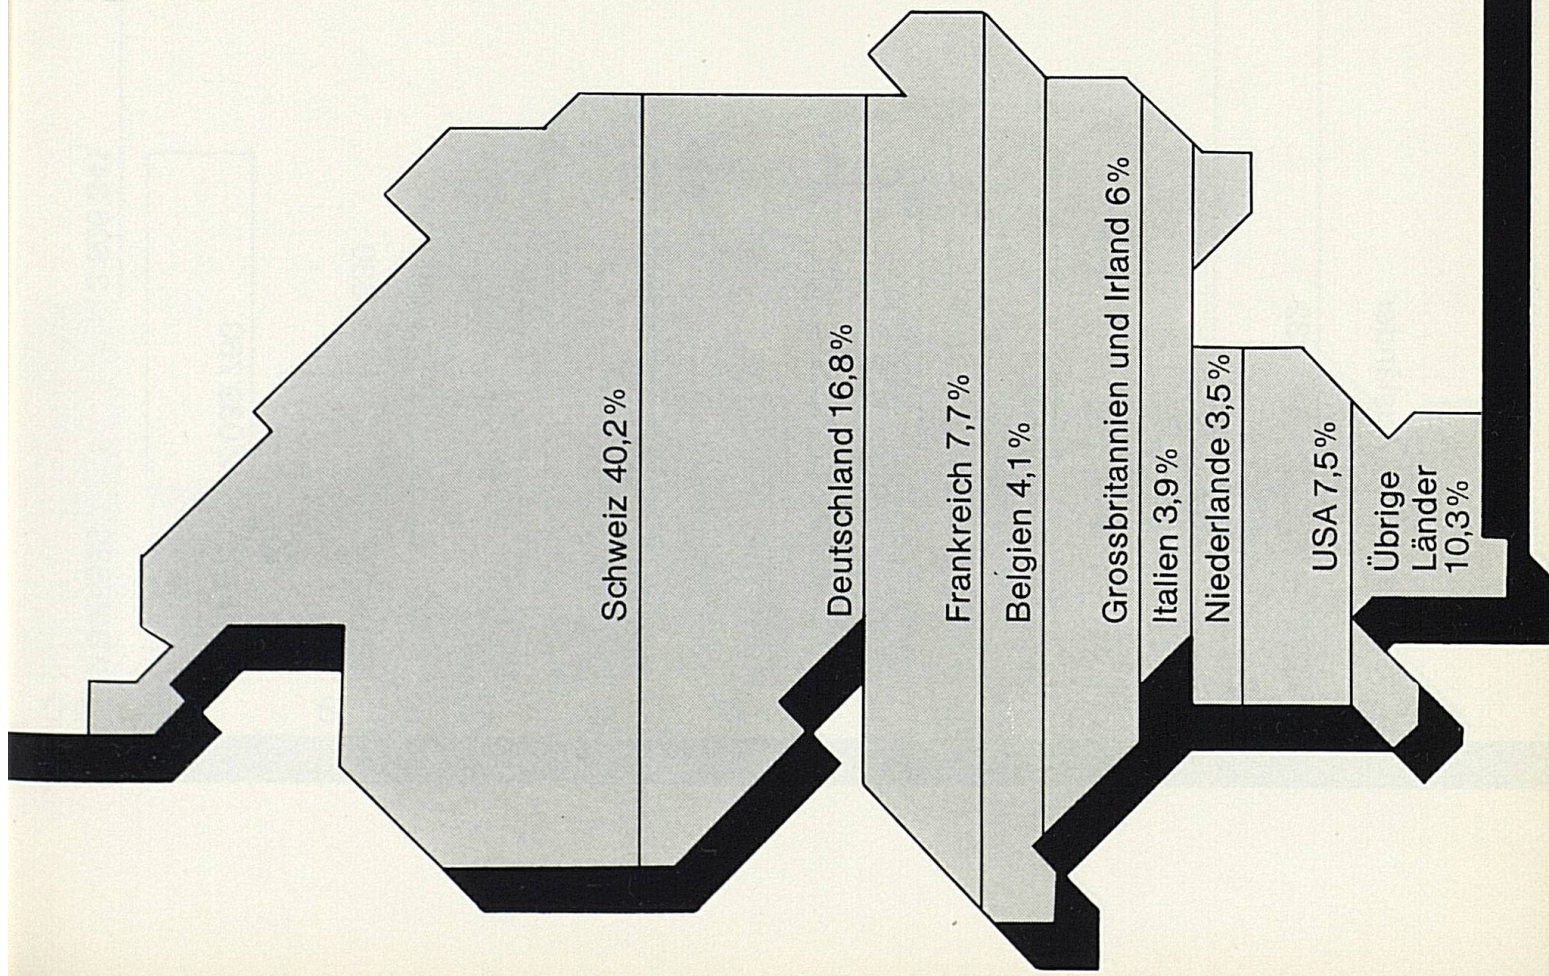 Schweiz 40,2%
Deutschland 16,8%
Frankreich 7,7%
Belgien 4,1%
Grossbritannien und Irland 6%
Italien 3,9%
Niederlande 3,5%
USA 7,5%
Übrige
Länder
10,3%